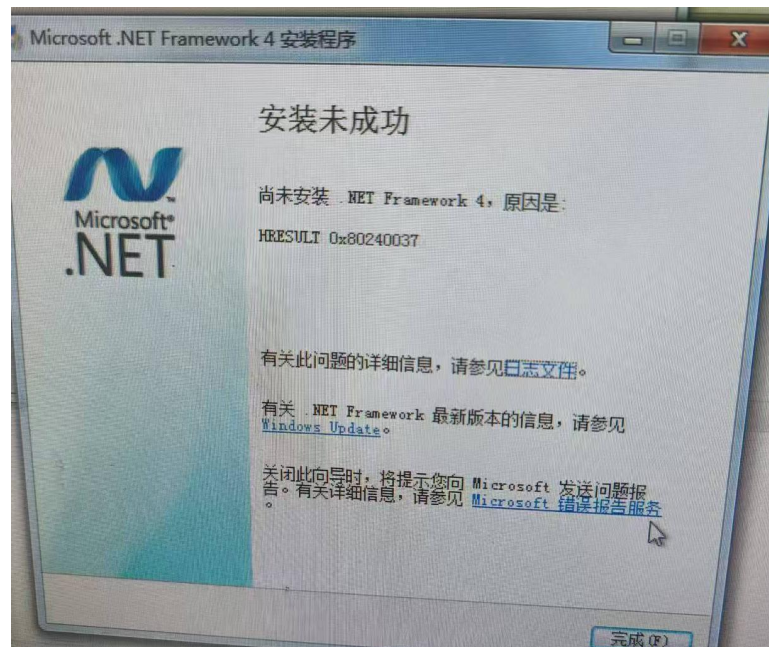 Microsoft .NET Framework 4 安装程序
安装未成功
Microsoft®
.NET
尚未安装 .NET Framework 4，原因是:
HRESULT 0x80240037
有关此问题的详细信息，请参见日志文件。
有关 .NET Framework 最新版本的信息，请参见
Windows Update。
关闭此向导时，将提示您向 Microsoft 发送问题报
告。有关详细信息，请参见 Microsoft 错误报告服务
。
完成(F)